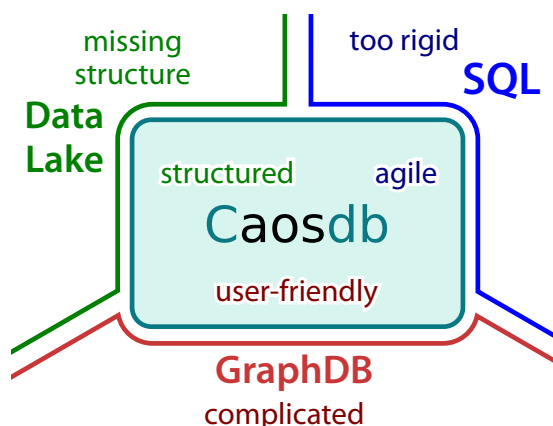 missing
structure
too rigid
SQL
Data
Lake
structured
agile
Caosdb
user-friendly
GraphDB
complicated